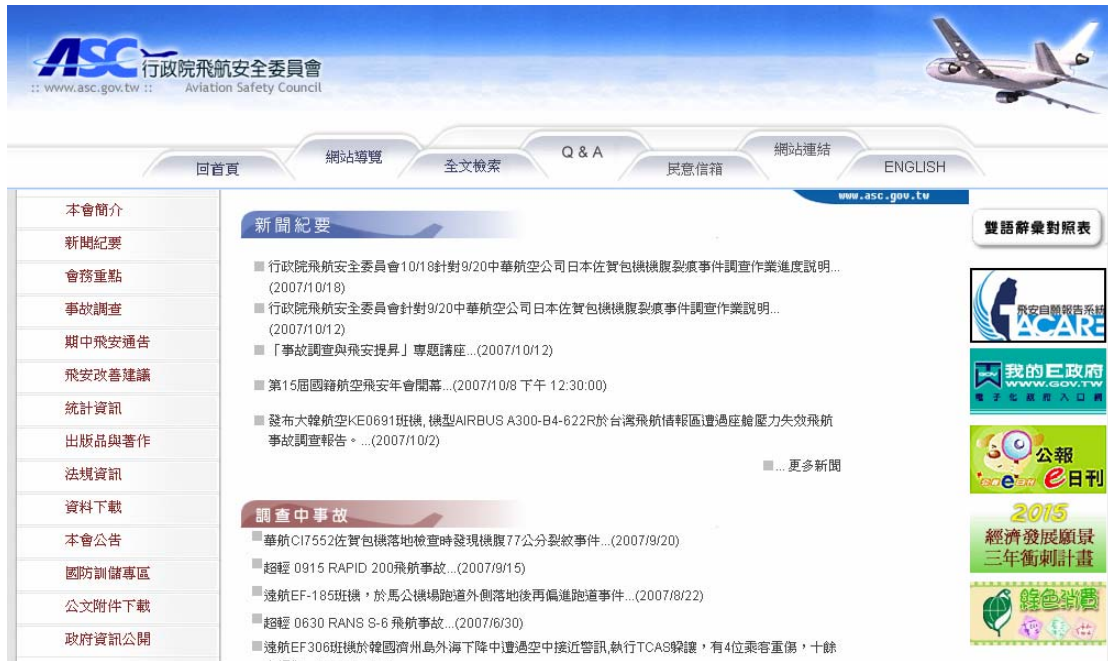 ASC 行政院飛航安全委員會
:: www.asc.gov.tw :: Aviation Safety Council
回首頁 網站導覽 全文檢索 Q & A 民意信箱 網站連結 ENGLISH
www.asc.gov.tw
本會簡介
新聞紀要
會務重點
事故調查
期中飛安通告
飛安改善建議
統計資訊
出版品與著作
法規資訊
資料下載
本會公告
國防訓儲專區
公文附件下載
政府資訊公開
新聞紀要
行政院飛航安全委員會10/18針對9/20中華航空公司日本佐賀包機機腹裂痕事件調查作業進度說明...
(2007/10/18)
行政院飛航安全委員會針對9/20中華航空公司日本佐賀包機機腹裂痕事件調查作業說明...
(2007/10/12)
「事故調查與飛安提昇」專題講座...(2007/10/12)
第15屆國籍航空飛安年會開幕...(2007/10/8 下午 12:30:00)
發布大韓航空KE0691班機, 機型AIRBUS A300-B4-622R於台灣飛航情報區遭遇座艙壓力失效飛航
事故調查報告。...(2007/10/2)
... 更多新聞
調查中事故
華航CI7552佐賀包機落地檢查時發現機腹77公分裂紋事件...(2007/9/20)
超輕 0915 RAPID 200飛航事故...(2007/9/15)
遠航EF-185班機，於馬公機場跑道外側落地後再偏進跑道事件...(2007/8/22)
超輕 0630 RANS S-6 飛航事故...(2007/6/30)
遠航EF306班機於韓國濟州島外海下降中遭遇空中接近警訊,執行TCAS躲讓，有4位乘客重傷，十餘
雙語辭彙對照表
飛安自願報告系統
TACARE
我的E政府
WWW.GOV.TW
電子化政府入口網
公報
e日刊
2015
經濟發展願景
三年衝刺計畫
綠色消費